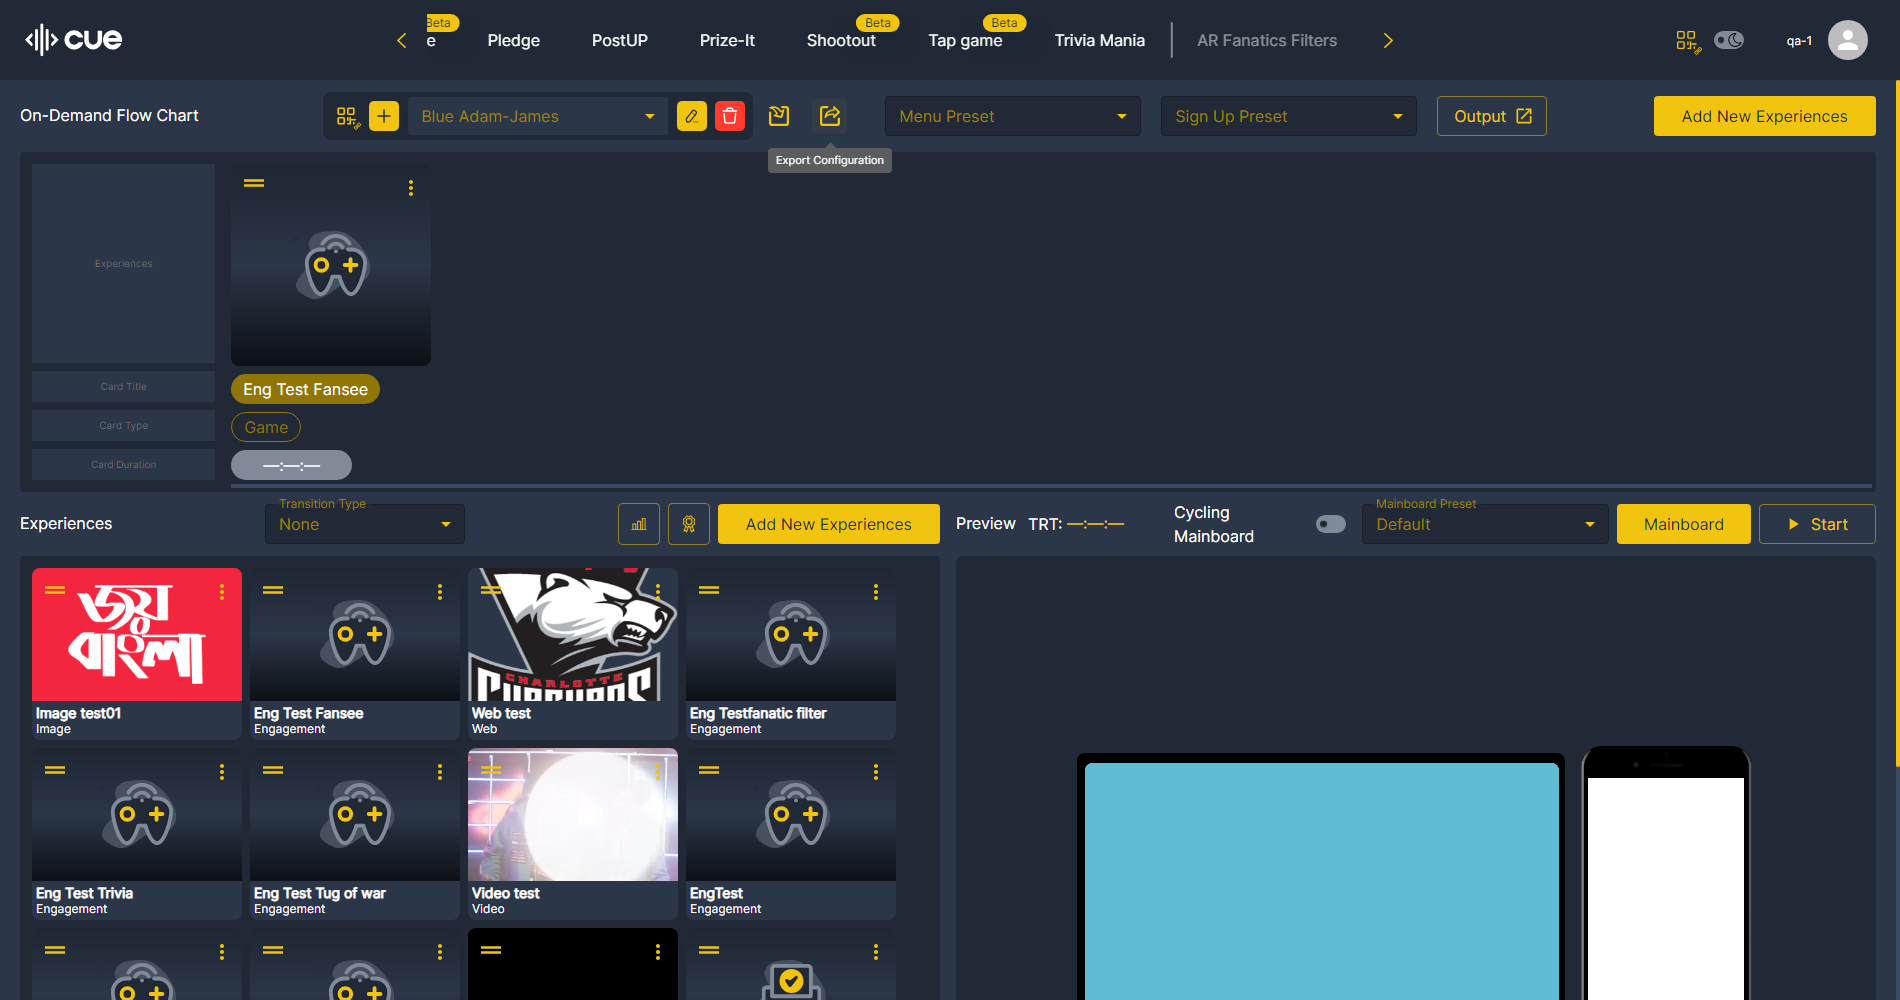 cue
Beta
e
Pledge
PostUP
Prize-It
Beta
Shootout
Beta
Tap game
Trivia Mania
AR Fanatics Filters
qa-1
On-Demand Flow Chart
Blue Adam-James
Menu Preset
Sign Up Preset
Output
Add New Experiences
Export Configuration
Experiences
Card Title
Eng Test Fansee
Card Type
Game
Card Duration
—:—:—
Experiences
Transition Type
None
Add New Experiences
Preview
TRT: —:—:—
Cycling
Mainboard
Mainboard Preset
Default
Mainboard
Start
জয়
বাংলা
CHARLOTTE
Image test01
Image
Eng Test Fansee
Engagement
Web test
Web
Eng Testfanatic filter
Engagement
Eng Test Trivia
Engagement
Eng Test Tug of war
Engagement
Video test
Video
EngTest
Engagement